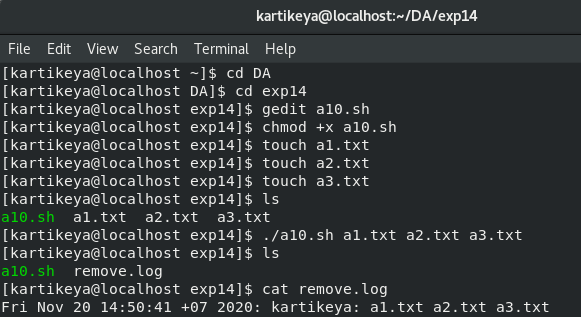 kartikeya@localhost:~/DA/exp14
File Edit View Search Terminal Help
[kartikeya@localhost ~]$ cd DA
[kartikeya@localhost DA]$ cd exp14
[kartikeya@localhost exp14]$ gedit a10.sh
[kartikeya@localhost exp14]$ chmod +x a10.sh
[kartikeya@localhost exp14]$ touch a1.txt
[kartikeya@localhost exp14]$ touch a2.txt
[kartikeya@localhost exp14]$ touch a3.txt
[kartikeya@localhost exp14]$ ls
a10.sh  a1.txt  a2.txt  a3.txt
[kartikeya@localhost exp14]$ ./a10.sh a1.txt a2.txt a3.txt
[kartikeya@localhost exp14]$ ls
a10.sh  remove.log
[kartikeya@localhost exp14]$ cat remove.log
Fri Nov 20 14:50:41 +07 2020: kartikeya: a1.txt a2.txt a3.txt